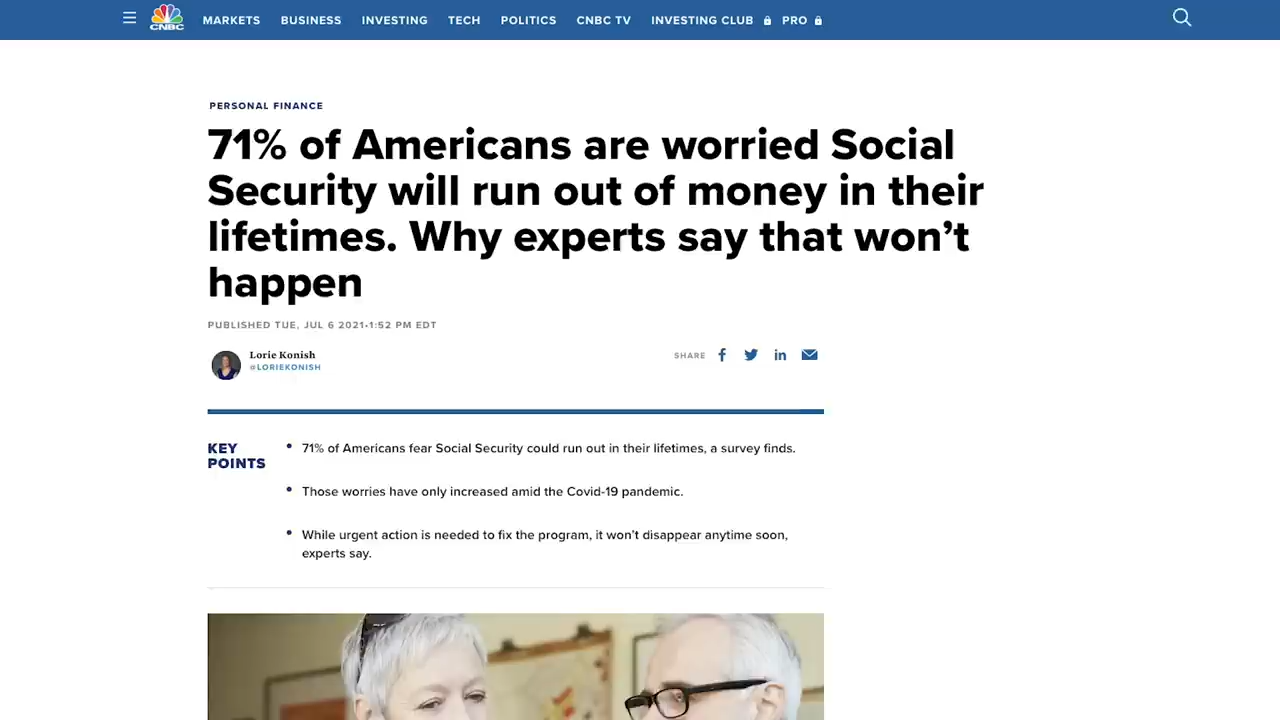 CNBC
MARKETS BUSINESS INVESTING TECH POLITICS CNBC TV INVESTING CLUB PRO
PERSONAL FINANCE
71% of Americans are worried Social
Security will run out of money in their
lifetimes. Why experts say that won’t
happen
PUBLISHED TUE, JUL 6 2021•1:52 PM EDT
Lorie Konish
@LORIEKONISH
SHARE
KEY
POINTS
• 71% of Americans fear Social Security could run out in their lifetimes, a survey finds.
• Those worries have only increased amid the Covid-19 pandemic.
• While urgent action is needed to fix the program, it won’t disappear anytime soon,
experts say.